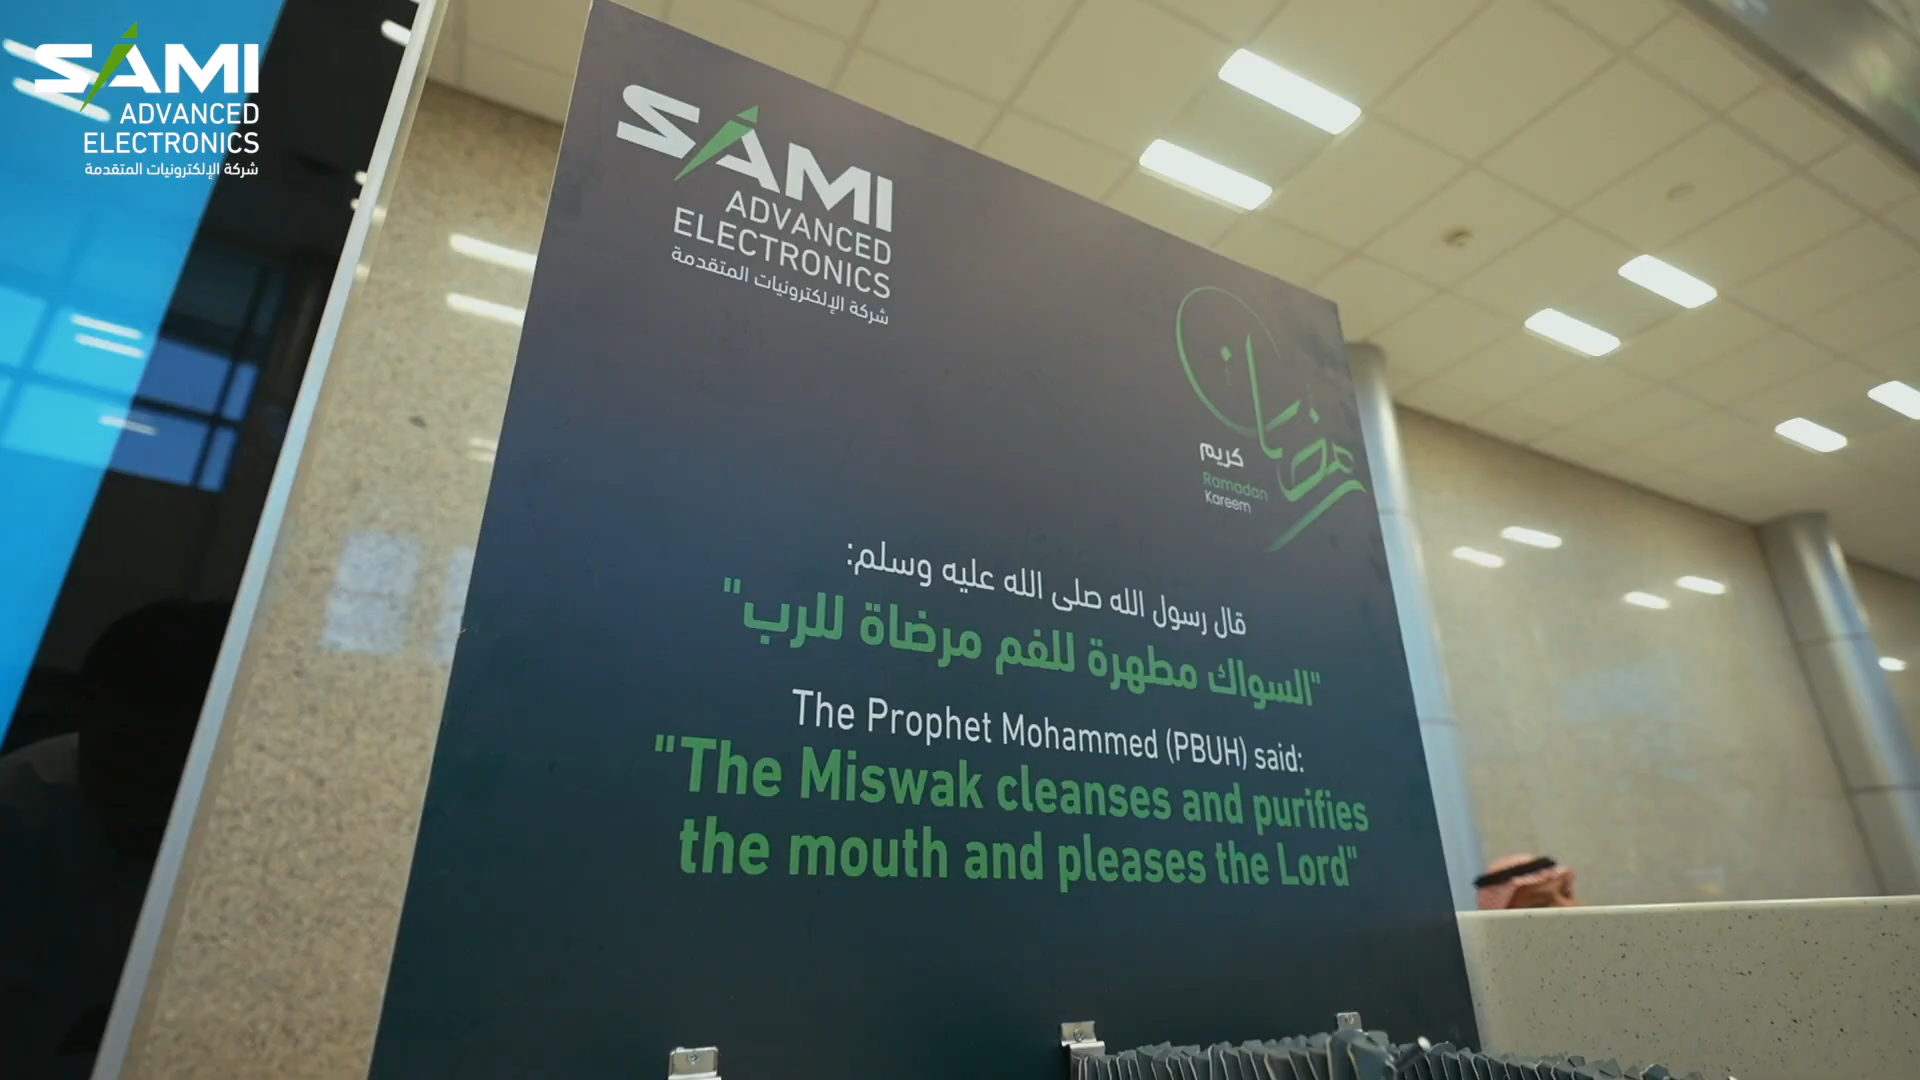 SAMI
ADVANCED
ELECTRONICS
شركة الإلكترونيات المتقدمة
SAMI
ADVANCED
ELECTRONICS
شركة الإلكترونيات المتقدمة
رمضان
كريم
Ramadan
Kareem
قال رسول الله صلى الله عليه وسلم:
"السواك مطهرة للفم مرضاة للرب"
The Prophet Mohammed (PBUH) said:
"The Miswak cleanses and purifies
the mouth and pleases the Lord"